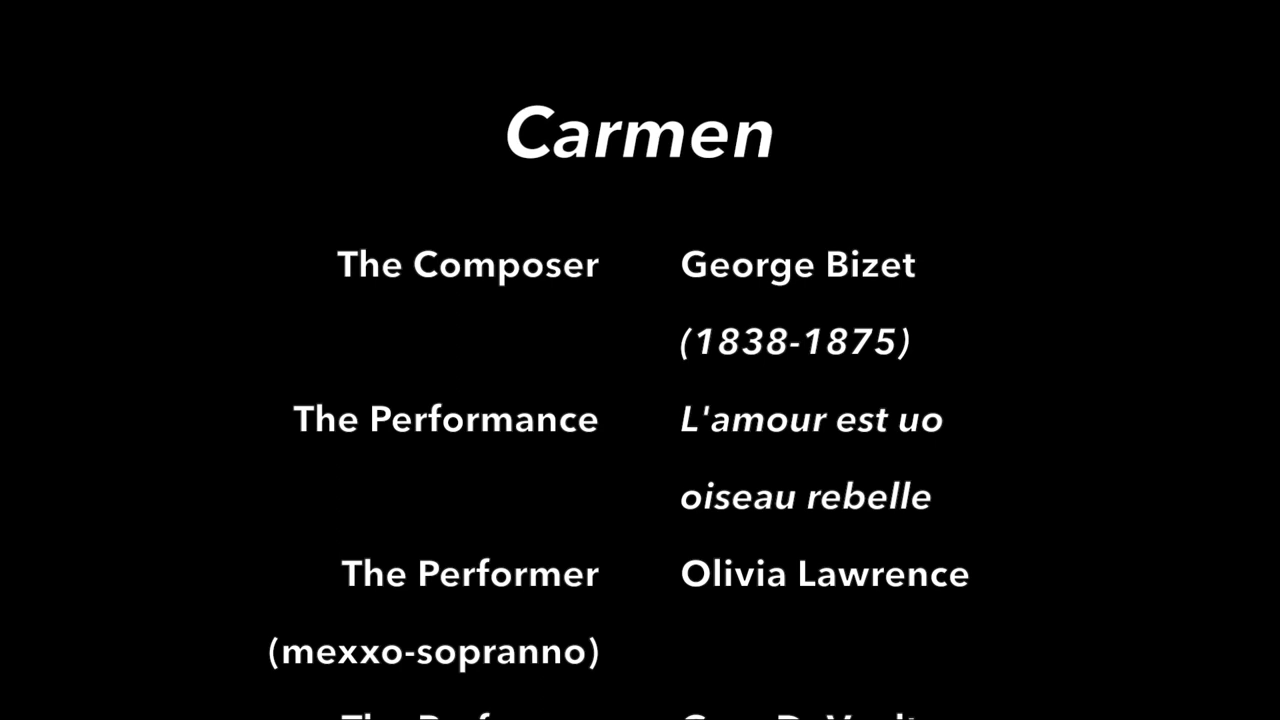 Carmen
The Composer George Bizet
(1838-1875)
The Performance L'amour est uo
oiseau rebelle
The Performer Olivia Lawrence
(mexxo-sopranno)